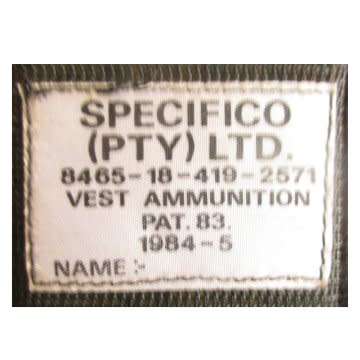 SPECIFICO
(PTY) LTD.
8465-18-419-2571
VEST AMMUNITION
PAT. 83.
1984-5
NAME :-